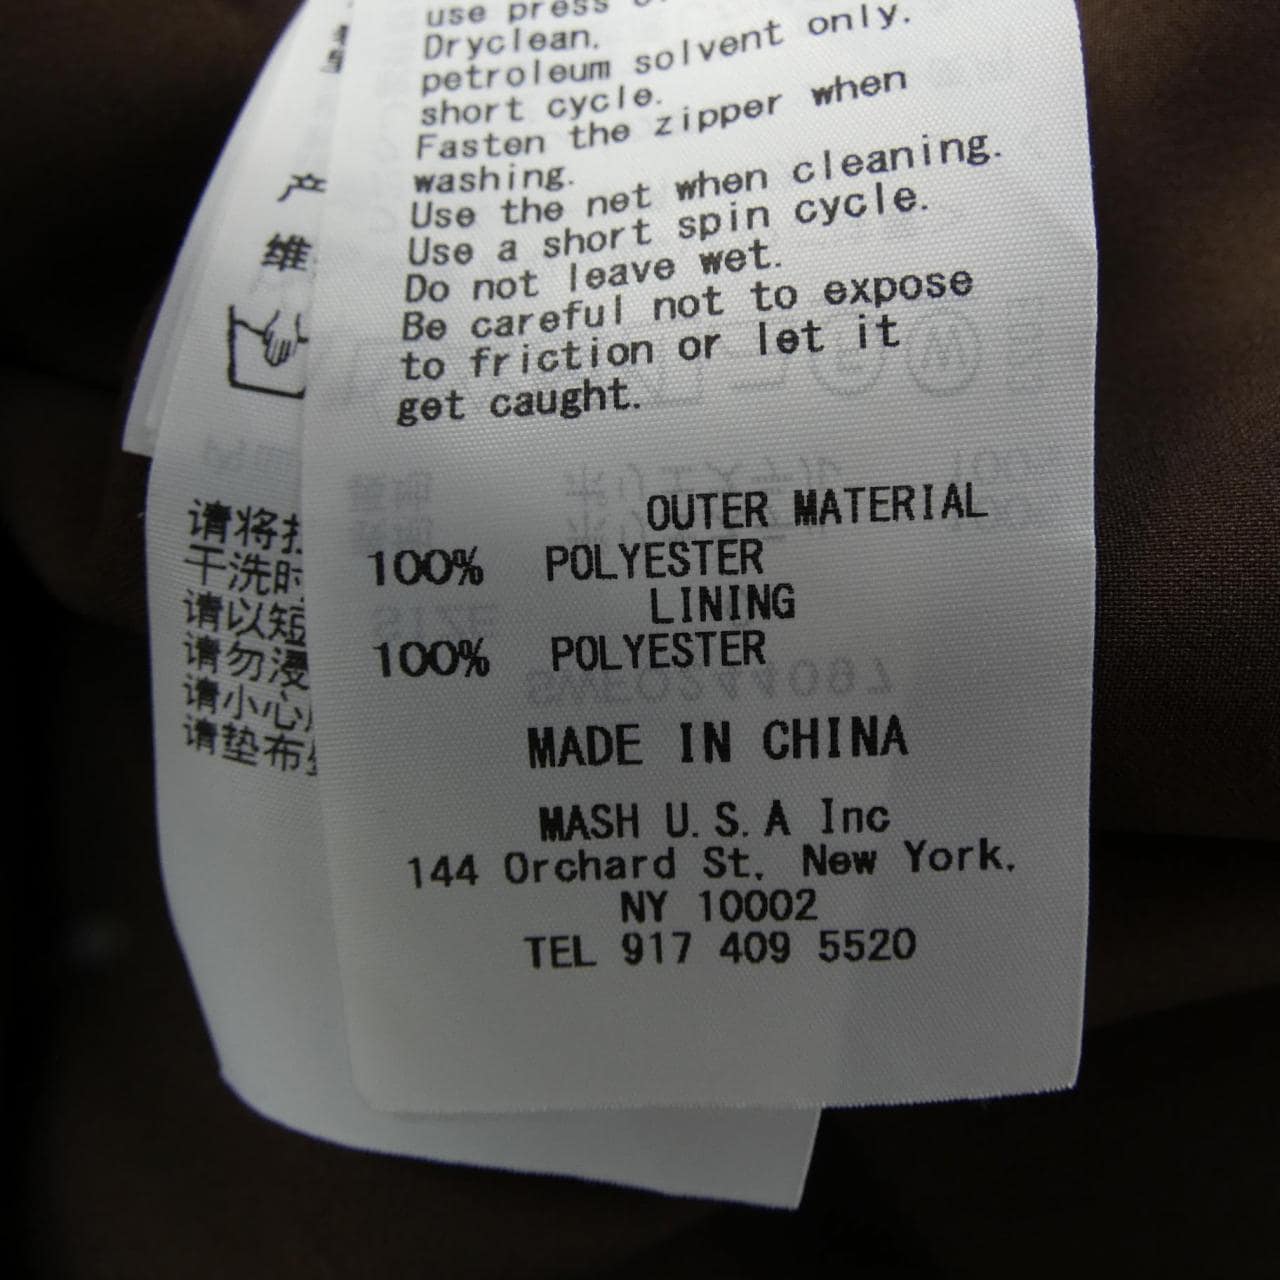 use press
Dryclean.
petroleum solvent only.
short cycle.
Fasten the zipper when
washing.
Use the net when cleaning.
Use a short spin cycle.
Do not leave wet.
Be careful not to expose
to friction or let it
get caught.
OUTER MATERIAL
100% POLYESTER
LINING
100% POLYESTER
MADE IN CHINA
MASH U.S.A Inc
144 Orchard St. New York.
NY 10002
TEL 917 409 5520
产
维
请将
干洗时
请以短
请勿浸
请小心
请垫布